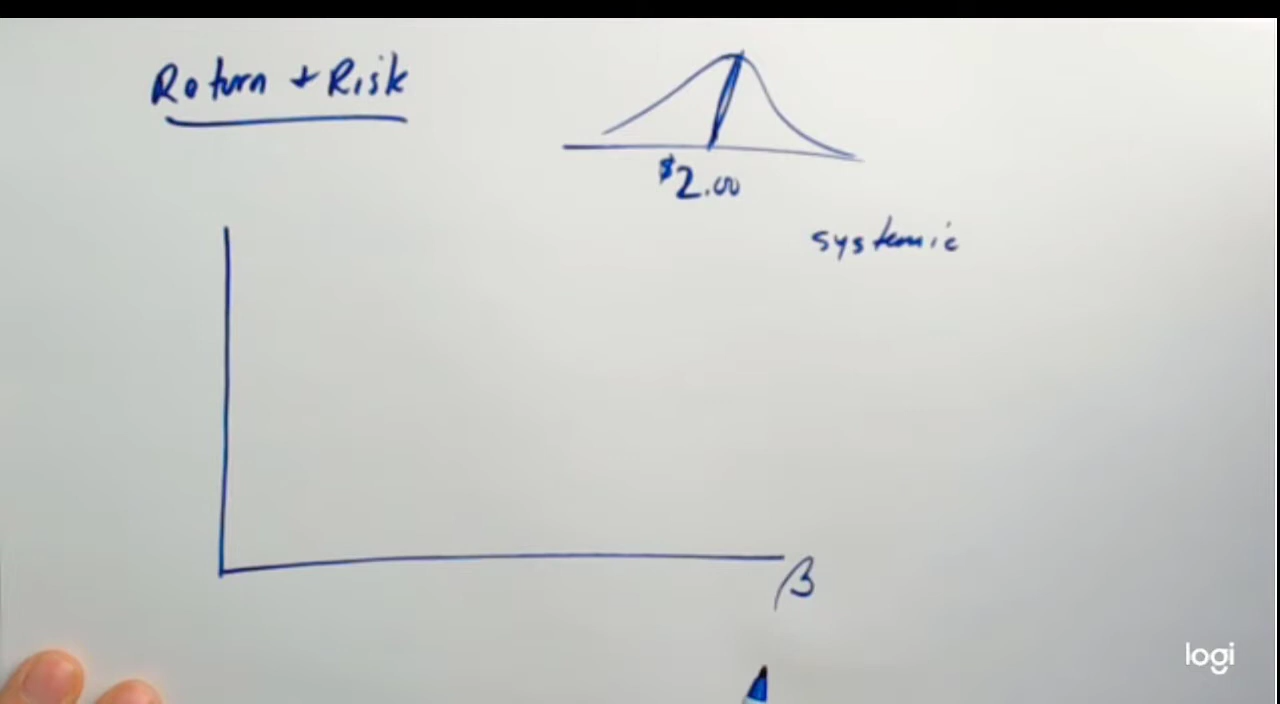 Return + Risk
$2.00
systemic
β
logi